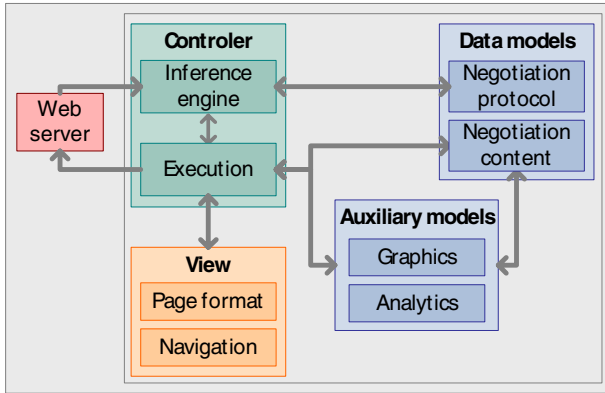 Controler
Inference
engine
Execution
Web
server
Data models
Negotiation
protocol
Negotiation
content
Auxiliary models
Graphics
Analytics
View
Page format
Navigation